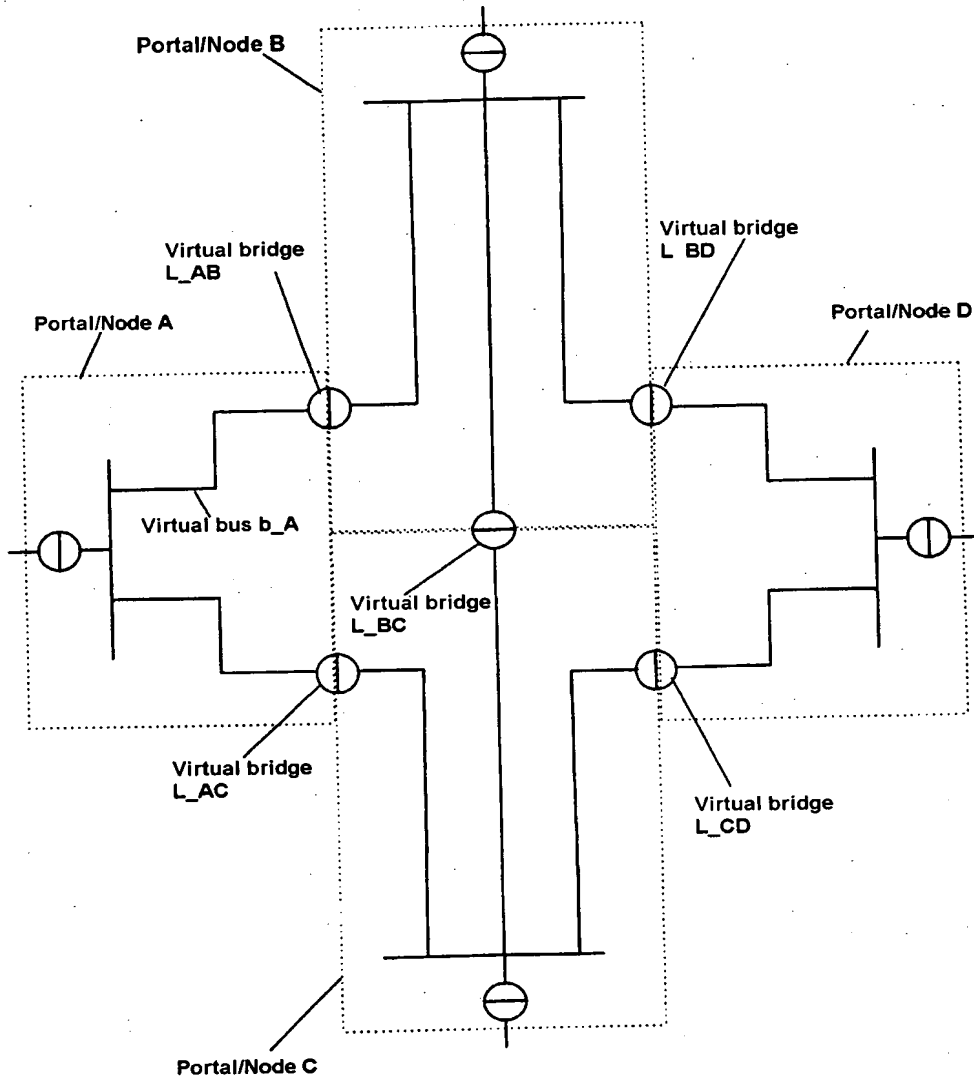 Portal/Node B
Virtual bridge
L_AB
Virtual bridge
L BD
Portal/Node A
Portal/Node D
Virtual bus b_A
Virtual bridge
L_BC
Virtual bridge
L_AC
Virtual bridge
L_CD
Portal/Node C